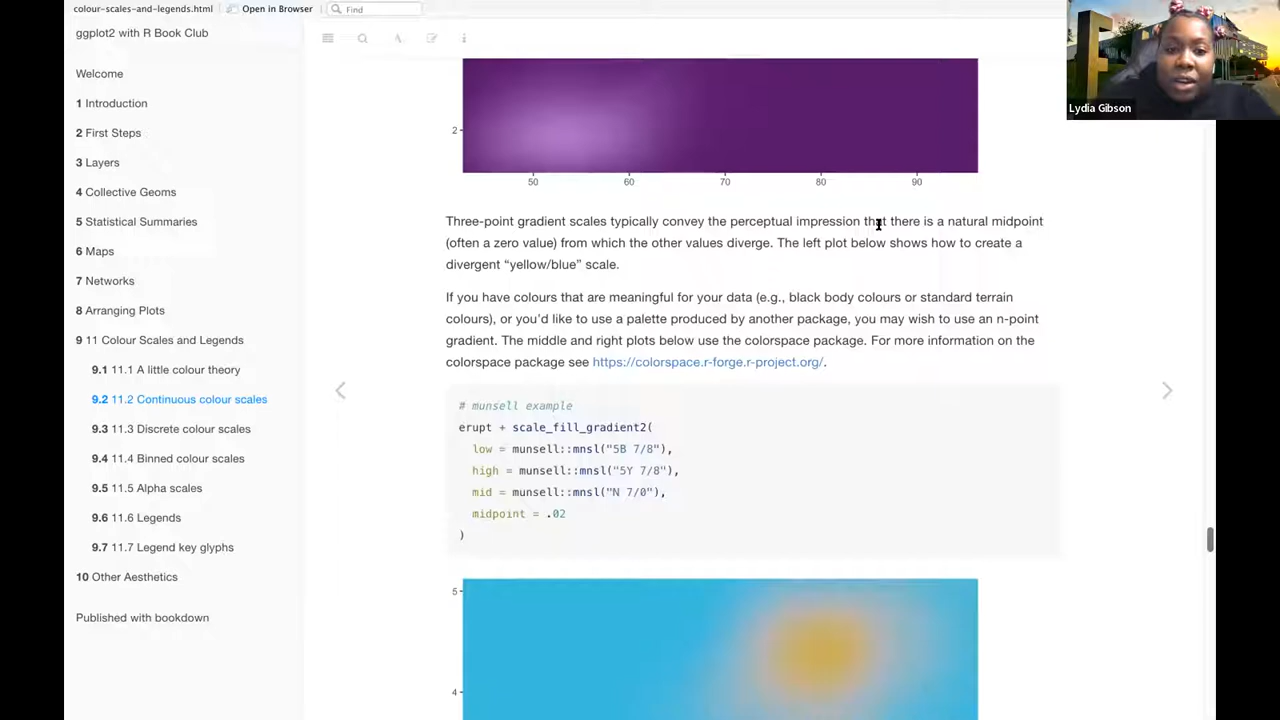 colour-scales-and-legends.html
Open in Browser
Find
ggplot2 with R Book Club
Welcome
1 Introduction
2 First Steps
3 Layers
4 Collective Geoms
5 Statistical Summaries
6 Maps
7 Networks
8 Arranging Plots
9 11 Colour Scales and Legends
9.1 11.1 A little colour theory
9.2 11.2 Continuous colour scales
9.3 11.3 Discrete colour scales
9.4 11.4 Binned colour scales
9.5 11.5 Alpha scales
9.6 11.6 Legends
9.7 11.7 Legend key glyphs
10 Other Aesthetics
Published with bookdown
2
50 60 70 80 90
Three-point gradient scales typically convey the perceptual impression that there is a natural midpoint
(often a zero value) from which the other values diverge. The left plot below shows how to create a
divergent “yellow/blue” scale.
If you have colours that are meaningful for your data (e.g., black body colours or standard terrain
colours), or you’d like to use a palette produced by another package, you may wish to use an n-point
gradient. The middle and right plots below use the colorspace package. For more information on the
colorspace package see https://colorspace.r-forge.r-project.org/.
# munsell example
erupt + scale_fill_gradient2(
low = munsell::mnsl("5B 7/8"),
high = munsell::mnsl("5Y 7/8"),
mid = munsell::mnsl("N 7/0"),
midpoint = .02
)
5
4
Lydia Gibson